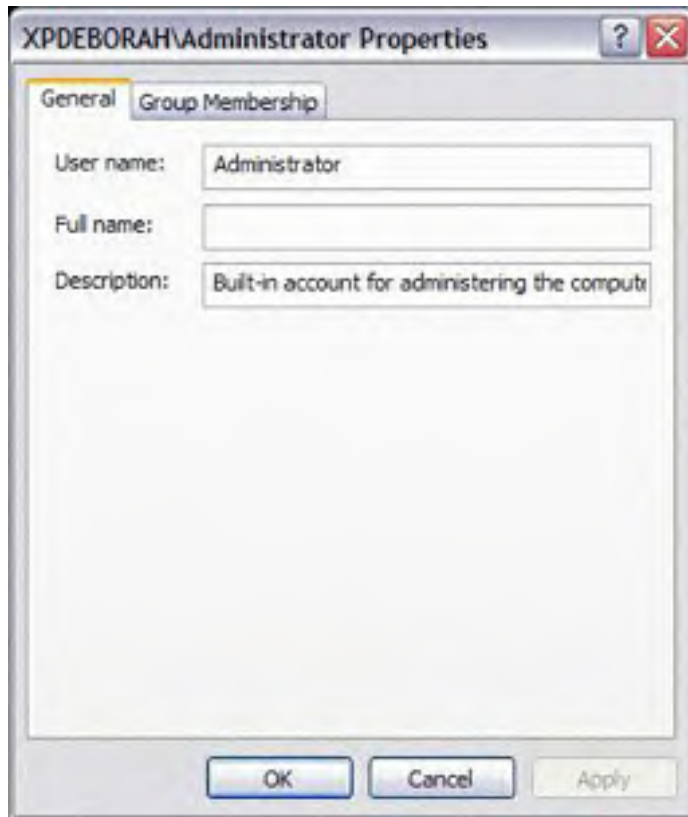 XPDEBORAH\Administrator Properties
General Group Membership
User name: Administrator
Full name:
Description: Built-in account for administering the compute
OK Cancel Apply